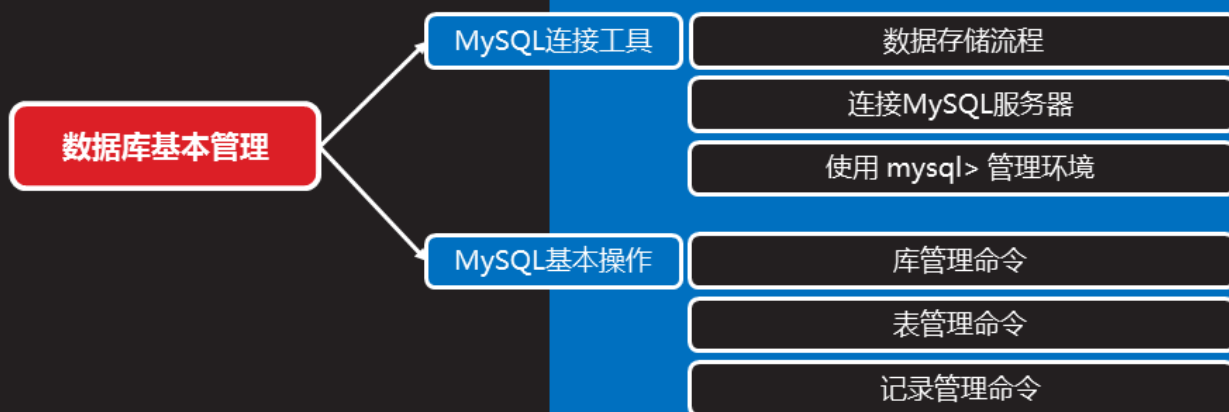 数据库基本管理
MySQL连接工具
数据存储流程
连接MySQL服务器
使用 mysql> 管理环境
MySQL基本操作
库管理命令
表管理命令
记录管理命令